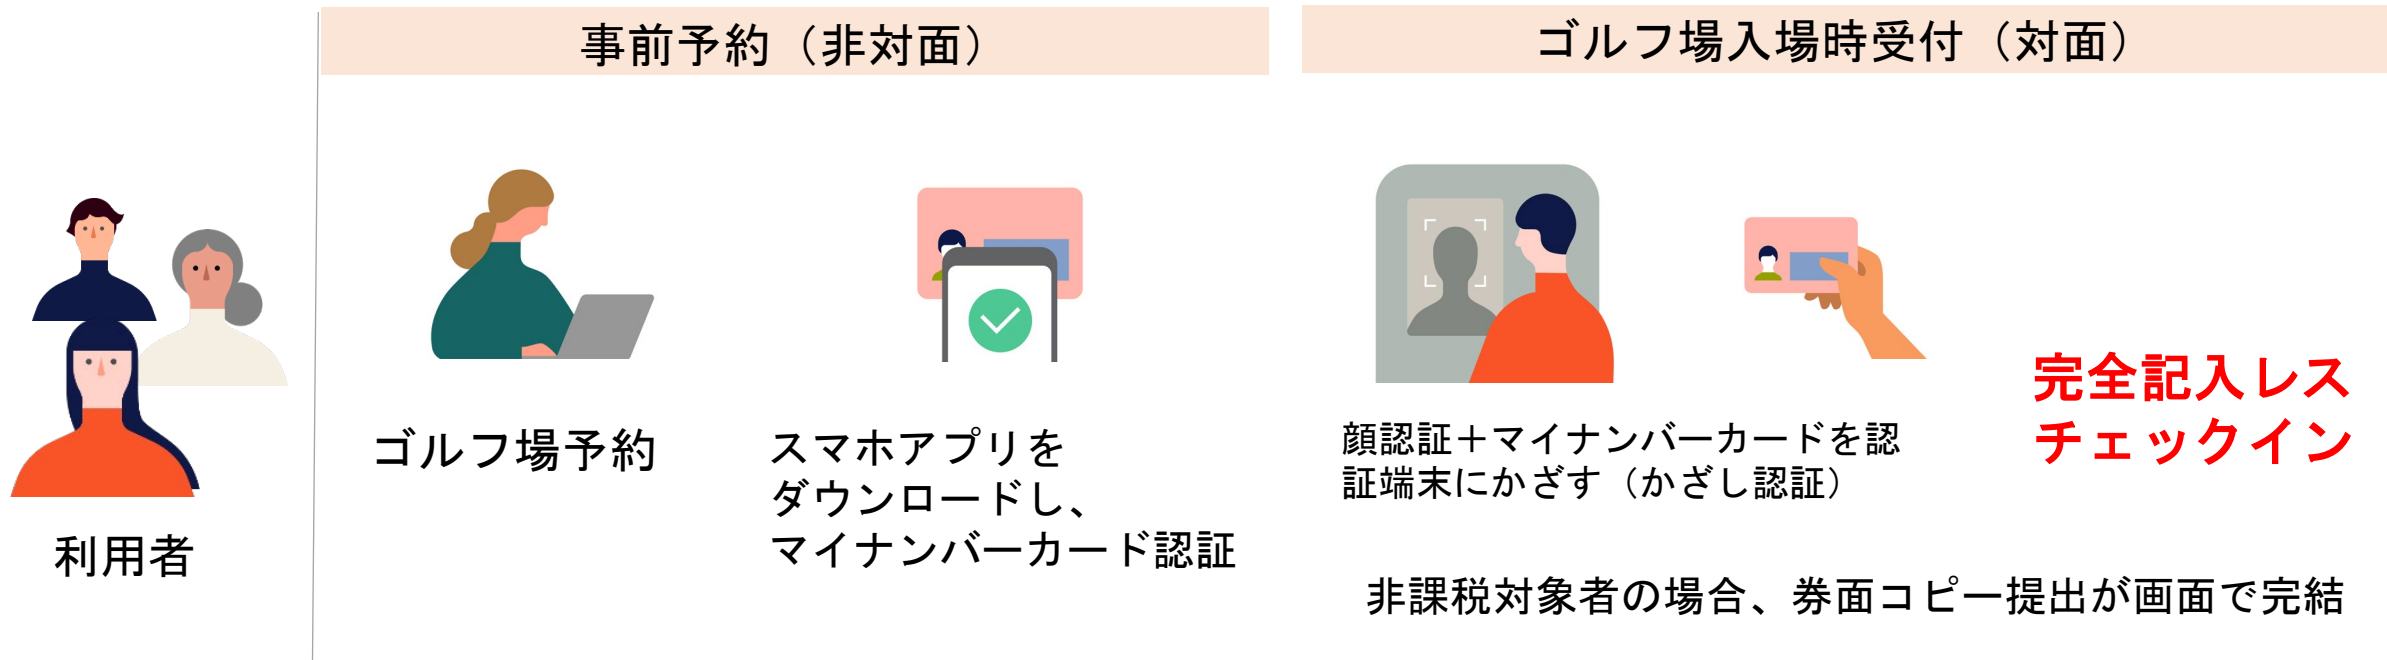 事前予約（非対面）
ゴルフ場入場時受付（対面）
利用者
ゴルフ場予約
スマホアプリを
ダウンロードし、
マイナンバーカード認証
顔認証＋マイナンバーカードを認
証端末にかざす（かざし認証）
完全記入レス
チェックイン
非課税対象者の場合、券面コピー提出が画面で完結